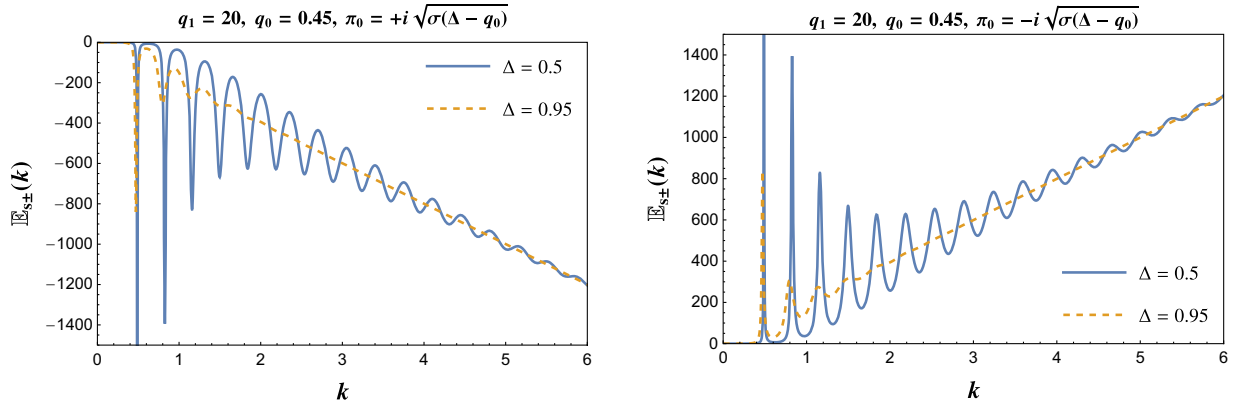 q₁ = 20, q₀ = 0.45, π₀ = +i √σ(Δ − q₀)
0
−200
−400
−600
−800
−1000
−1200
−1400
𝔼ₛ±(k)
Δ = 0.5
Δ = 0.95
0 1 2 3 4 5 6
k
q₁ = 20, q₀ = 0.45, π₀ = −i √σ(Δ − q₀)
1400
1200
1000
800
600
400
200
0
𝔼ₛ±(k)
Δ = 0.5
Δ = 0.95
0 1 2 3 4 5 6
k